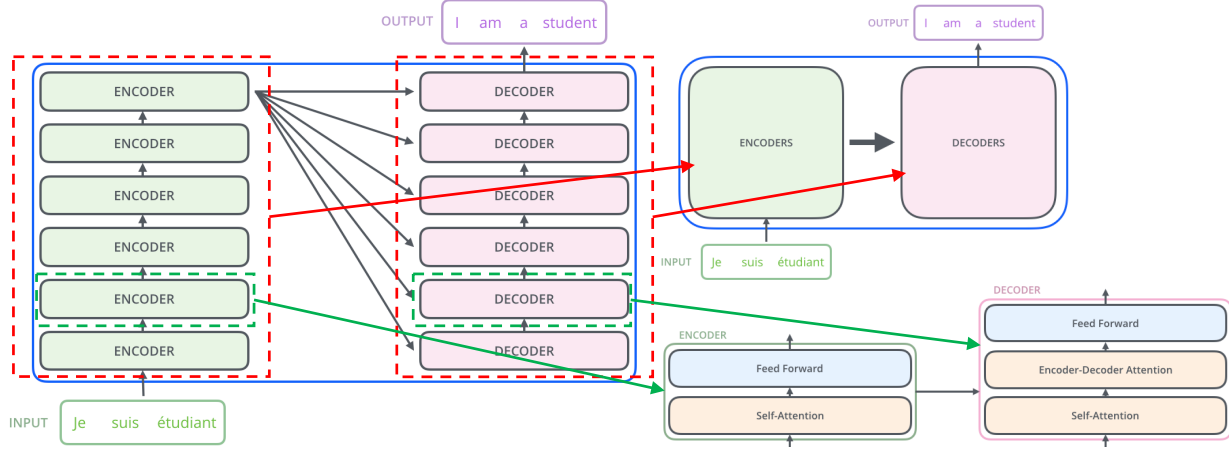 OUTPUT I am a student
ENCODER DECODER
ENCODER DECODER
ENCODER DECODER
ENCODER DECODER
ENCODER DECODER
ENCODER DECODER
INPUT Je suis étudiant
OUTPUT I am a student
ENCODERS DECODERS
INPUT Je suis étudiant
ENCODER
Feed Forward
Self-Attention
DECODER
Feed Forward
Encoder-Decoder Attention
Self-Attention